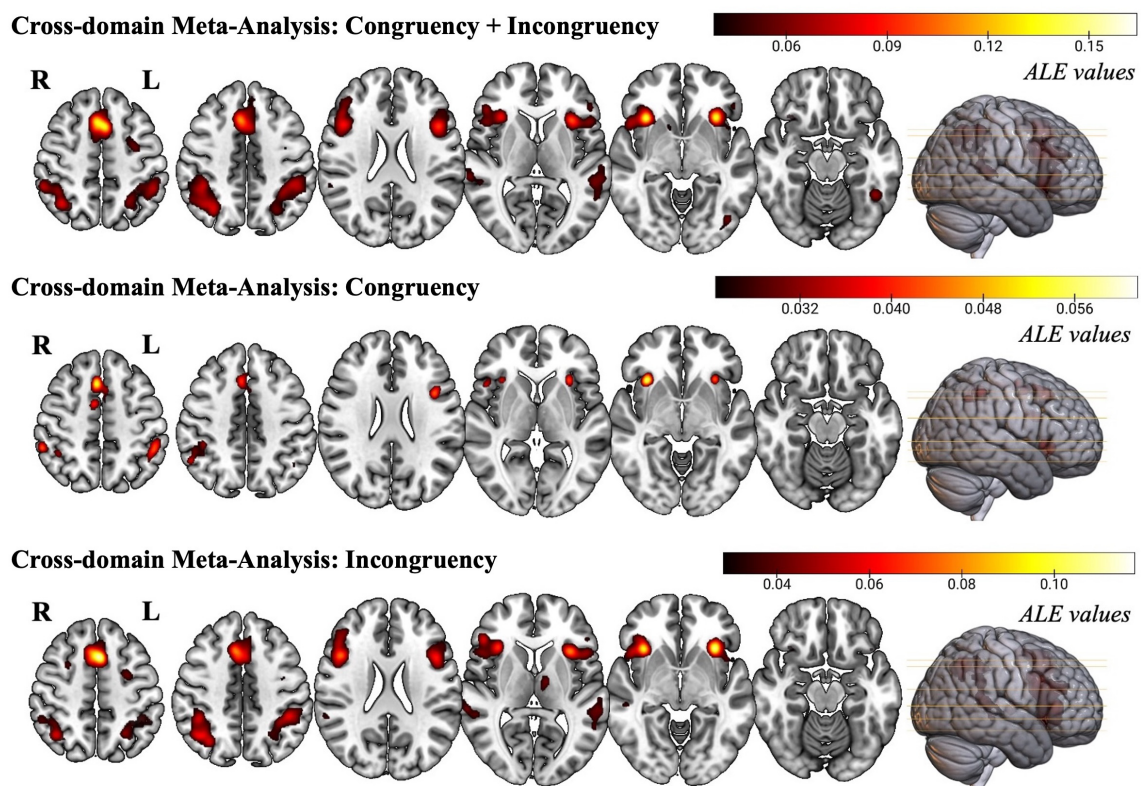 Cross-domain Meta-Analysis: Congruency + Incongruency
0.06 0.09 0.12 0.15
ALE values
R L
Cross-domain Meta-Analysis: Congruency
0.032 0.040 0.048 0.056
ALE values
R L
Cross-domain Meta-Analysis: Incongruency
0.04 0.06 0.08 0.10
ALE values
R L